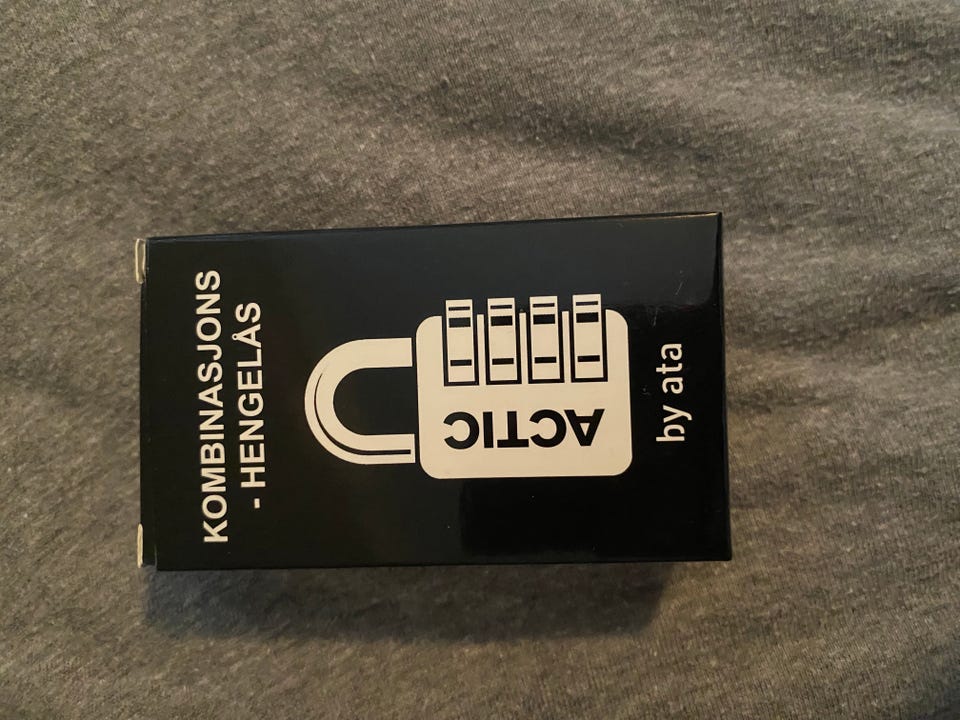 KOMBINASJONS
- HENGELÅS
ACTIC
by ata